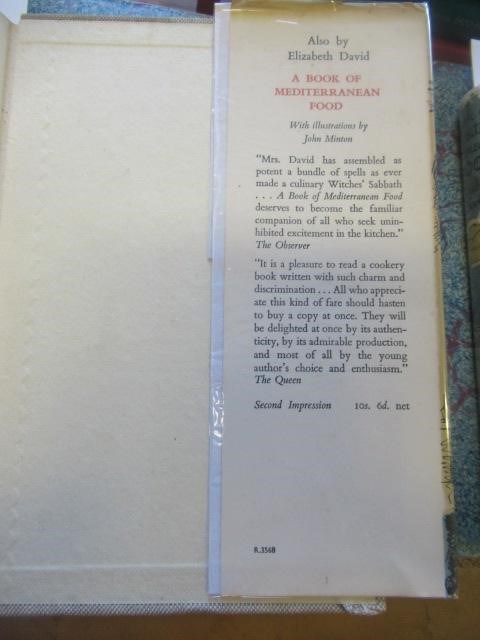 Also by
Elizabeth David
A BOOK OF
MEDITERRANEAN
FOOD
With illustrations by
John Minton
"Mrs. David has assembled as
potent a bundle of spells as ever
made a culinary Witches' Sabbath
. . . A Book of Mediterranean Food
deserves to become the familiar
companion of all who seek unin-
hibited excitement in the kitchen."
The Observer
"It is a pleasure to read a cookery
book written with such charm and
discrimination . . . All who appreci-
ate this kind of fare should hasten
to buy a copy at once. They will
be delighted at once by its authen-
ticity, by its admirable production,
and most of all by the young
author's choice and enthusiasm."
The Queen
Second Impression 10s. 6d. net
R.3568